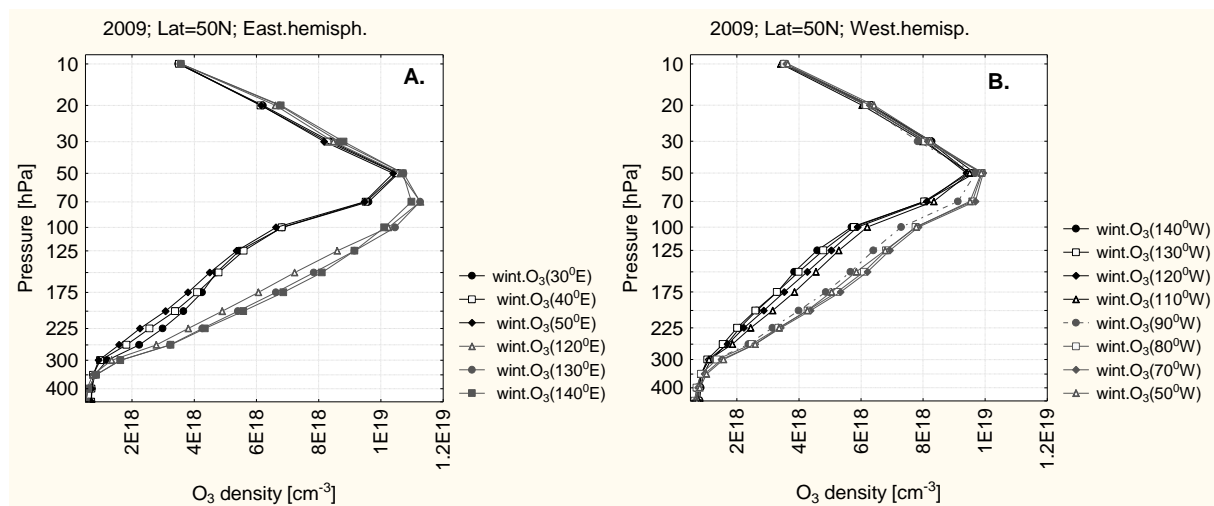 2009; Lat=50N; East.hemisph.
A.
Pressure [hPa]
10
20
30
50
70
100
125
175
225
300
400
2E18
4E18
6E18
8E18
1E19
1.2E19
O₃ density [cm⁻³]
wint.O₃(30⁰E)
wint.O₃(40⁰E)
wint.O₃(50⁰E)
wint.O₃(120⁰E)
wint.O₃(130⁰E)
wint.O₃(140⁰E)
2009; Lat=50N; West.hemisp.
B.
Pressure [hPa]
10
20
30
50
70
100
125
175
225
300
400
2E18
4E18
6E18
8E18
1E19
1.2E19
O₃ density [cm⁻³]
wint.O₃(140⁰W)
wint.O₃(130⁰W)
wint.O₃(120⁰W)
wint.O₃(110⁰W)
wint.O₃(90⁰W)
wint.O₃(80⁰W)
wint.O₃(70⁰W)
wint.O₃(50⁰W)